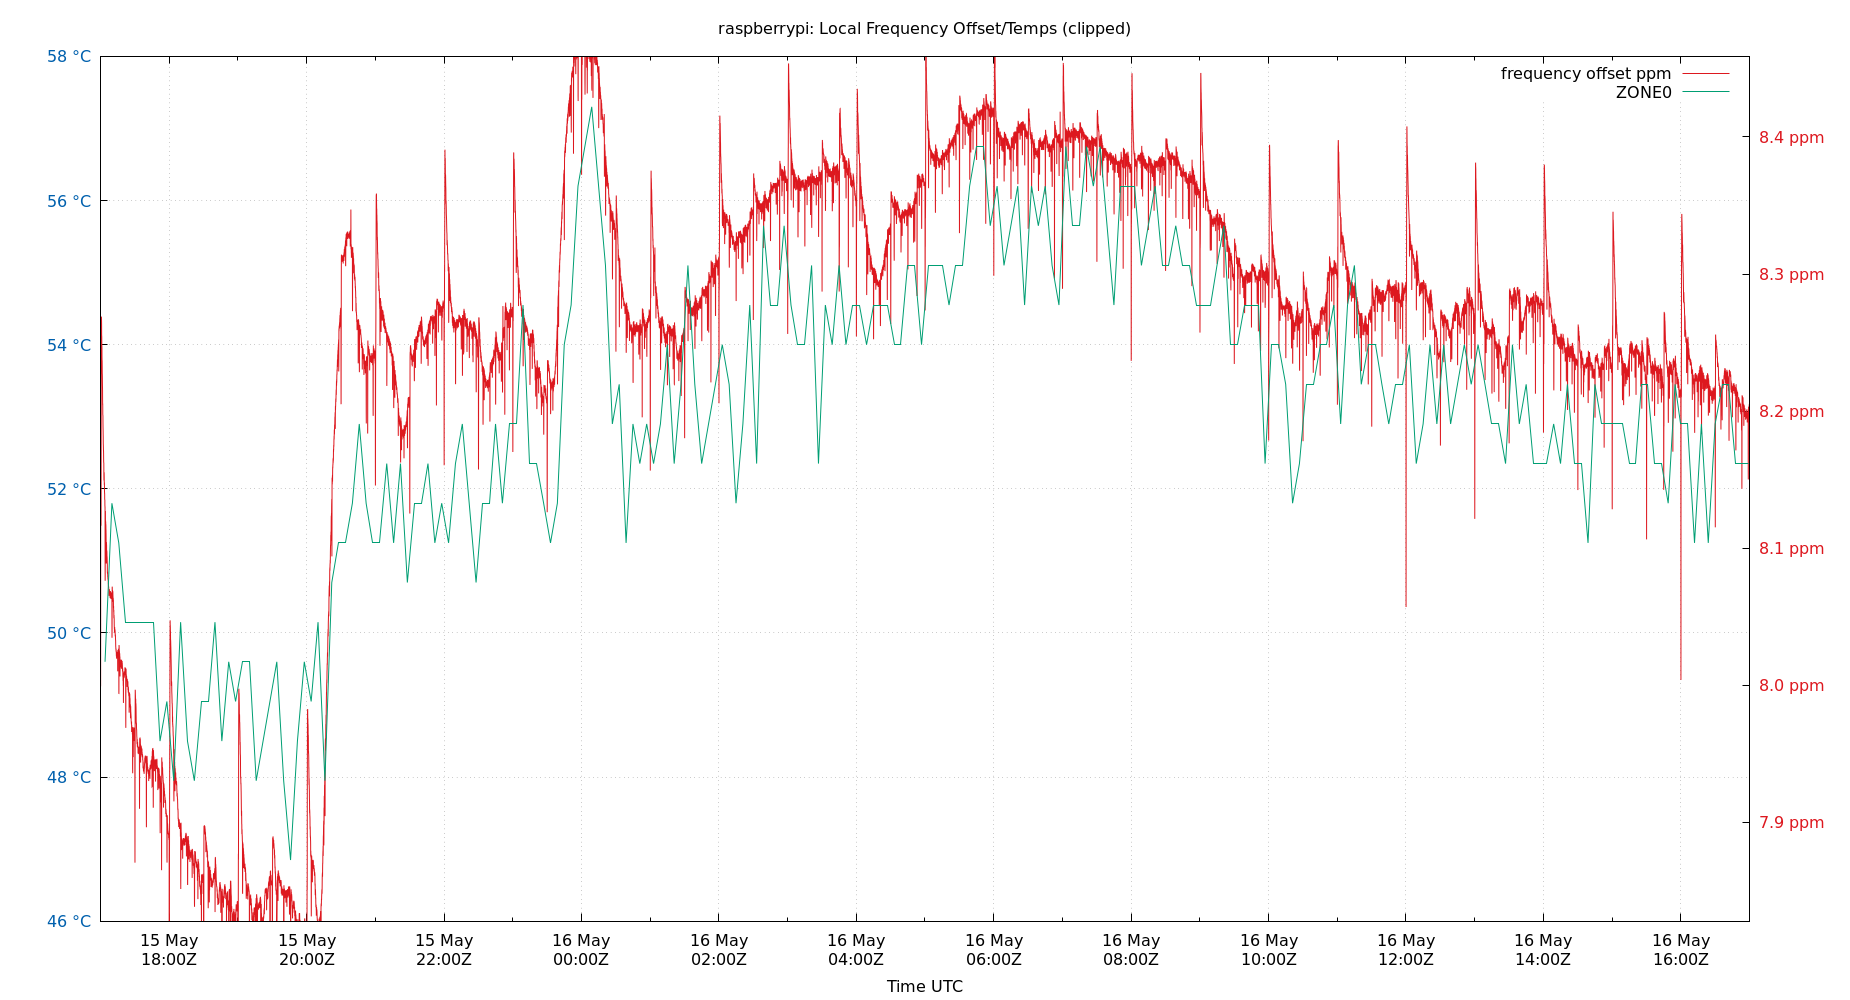 raspberrypi: Local Frequency Offset/Temps (clipped)
58 °C
56 °C
54 °C
52 °C
50 °C
48 °C
46 °C
frequency offset ppm
ZONE0
8.4 ppm
8.3 ppm
8.2 ppm
8.1 ppm
8.0 ppm
7.9 ppm
15 May 15 May 15 May 16 May 16 May 16 May 16 May 16 May 16 May 16 May 16 May 16 May
18:00Z 20:00Z 22:00Z 00:00Z 02:00Z 04:00Z 06:00Z 08:00Z 10:00Z 12:00Z 14:00Z 16:00Z
Time UTC